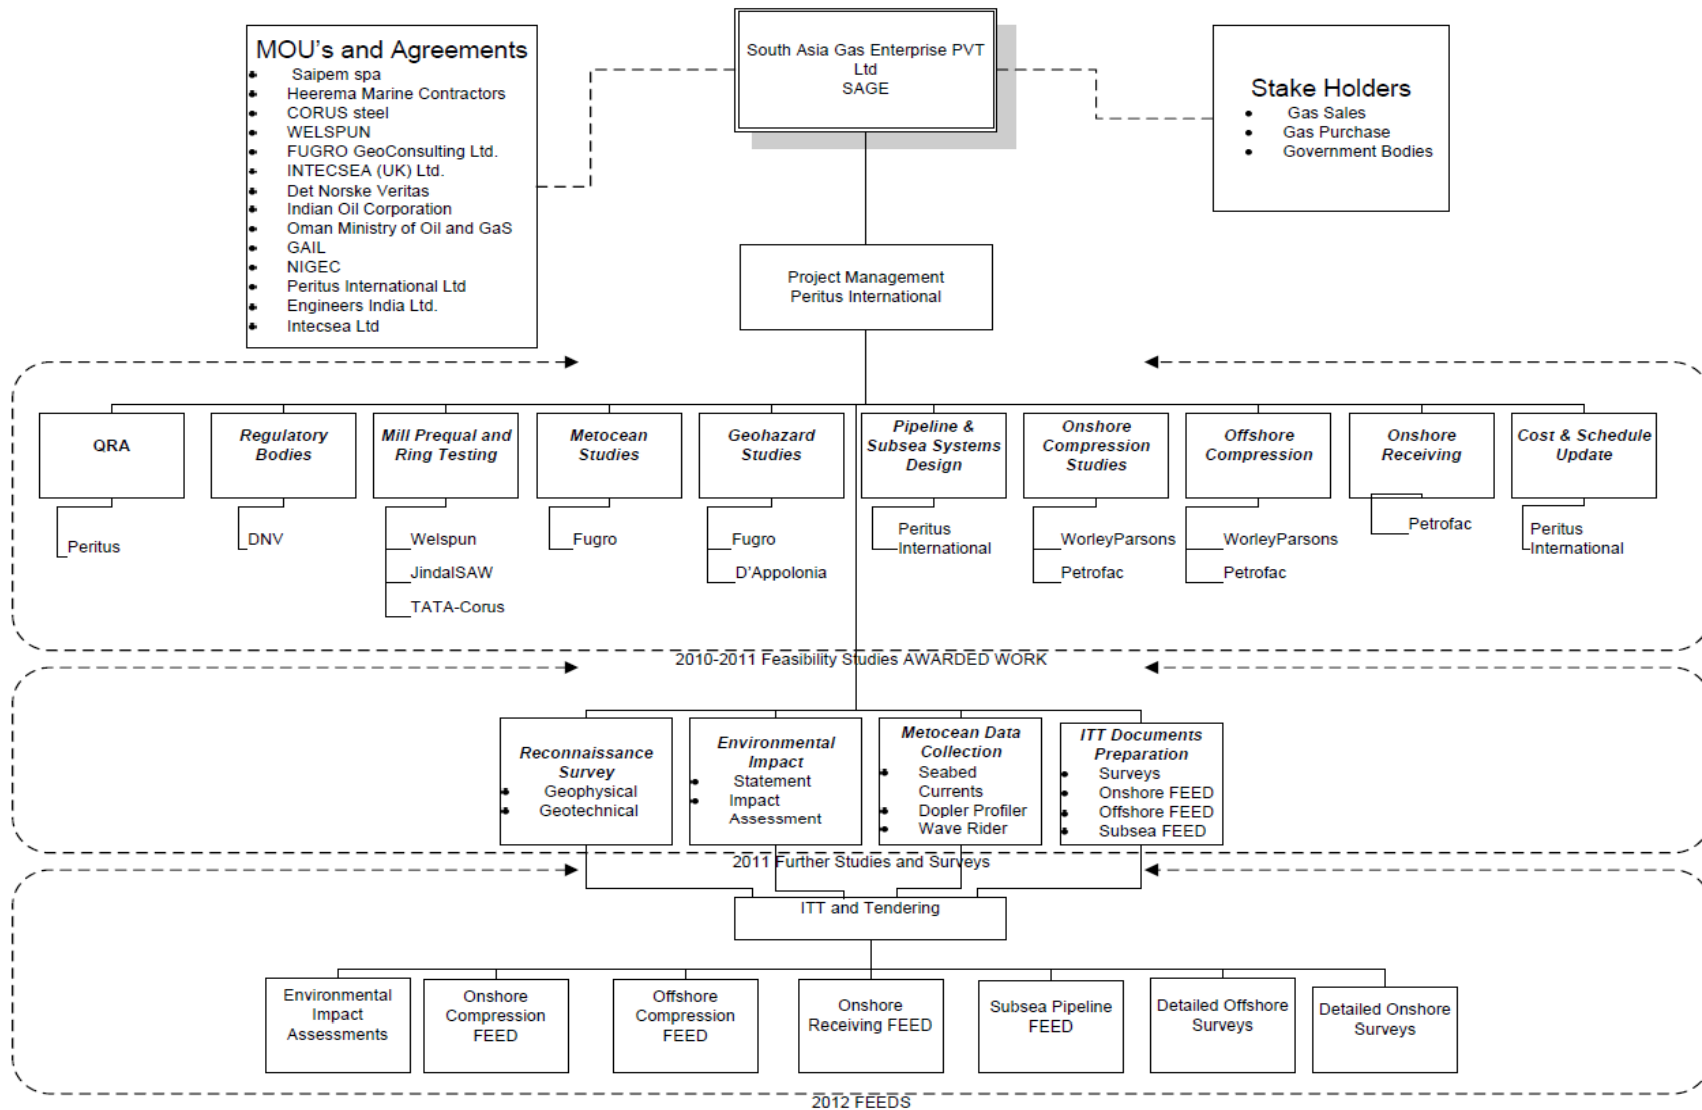 MOU's and Agreements
Saipem spa
Heerema Marine Contractors
CORUS steel
WELSPUN
FUGRO GeoConsulting Ltd.
INTECSEA (UK) Ltd.
Det Norske Veritas
Indian Oil Corporation
Oman Ministry of Oil and GaS
GAIL
NIGEC
Peritus International Ltd
Engineers India Ltd.
Intecsea Ltd
South Asia Gas Enterprise PVT
Ltd
SAGE
Stake Holders
Gas Sales
Gas Purchase
Government Bodies
Project Management
Peritus International
QRA
Peritus
Regulatory
Bodies
DNV
Mill Prequal and
Ring Testing
Welspun
JindalSAW
TATA-Corus
Metocean
Studies
Fugro
Geohazard
Studies
Fugro
D'Appolonia
Pipeline &
Subsea Systems
Design
Peritus
International
Onshore
Compression
Studies
WorleyParsons
Petrofac
Offshore
Compression
WorleyParsons
Petrofac
Onshore
Receiving
Petrofac
Cost & Schedule
Update
Peritus
International
2010-2011 Feasibility Studies AWARDED WORK
Reconnaissance
Survey
Geophysical
Geotechnical
Environmental
Impact
Statement
Impact
Assessment
Metocean Data
Collection
Seabed
Currents
Dopler Profiler
Wave Rider
ITT Documents
Preparation
Surveys
Onshore FEED
Offshore FEED
Subsea FEED
2011 Further Studies and Surveys
ITT and Tendering
Environmental
Impact
Assessments
Onshore
Compression
FEED
Offshore
Compression
FEED
Onshore
Receiving FEED
Subsea Pipeline
FEED
Detailed Offshore
Surveys
Detailed Onshore
Surveys
2012 FEEDS